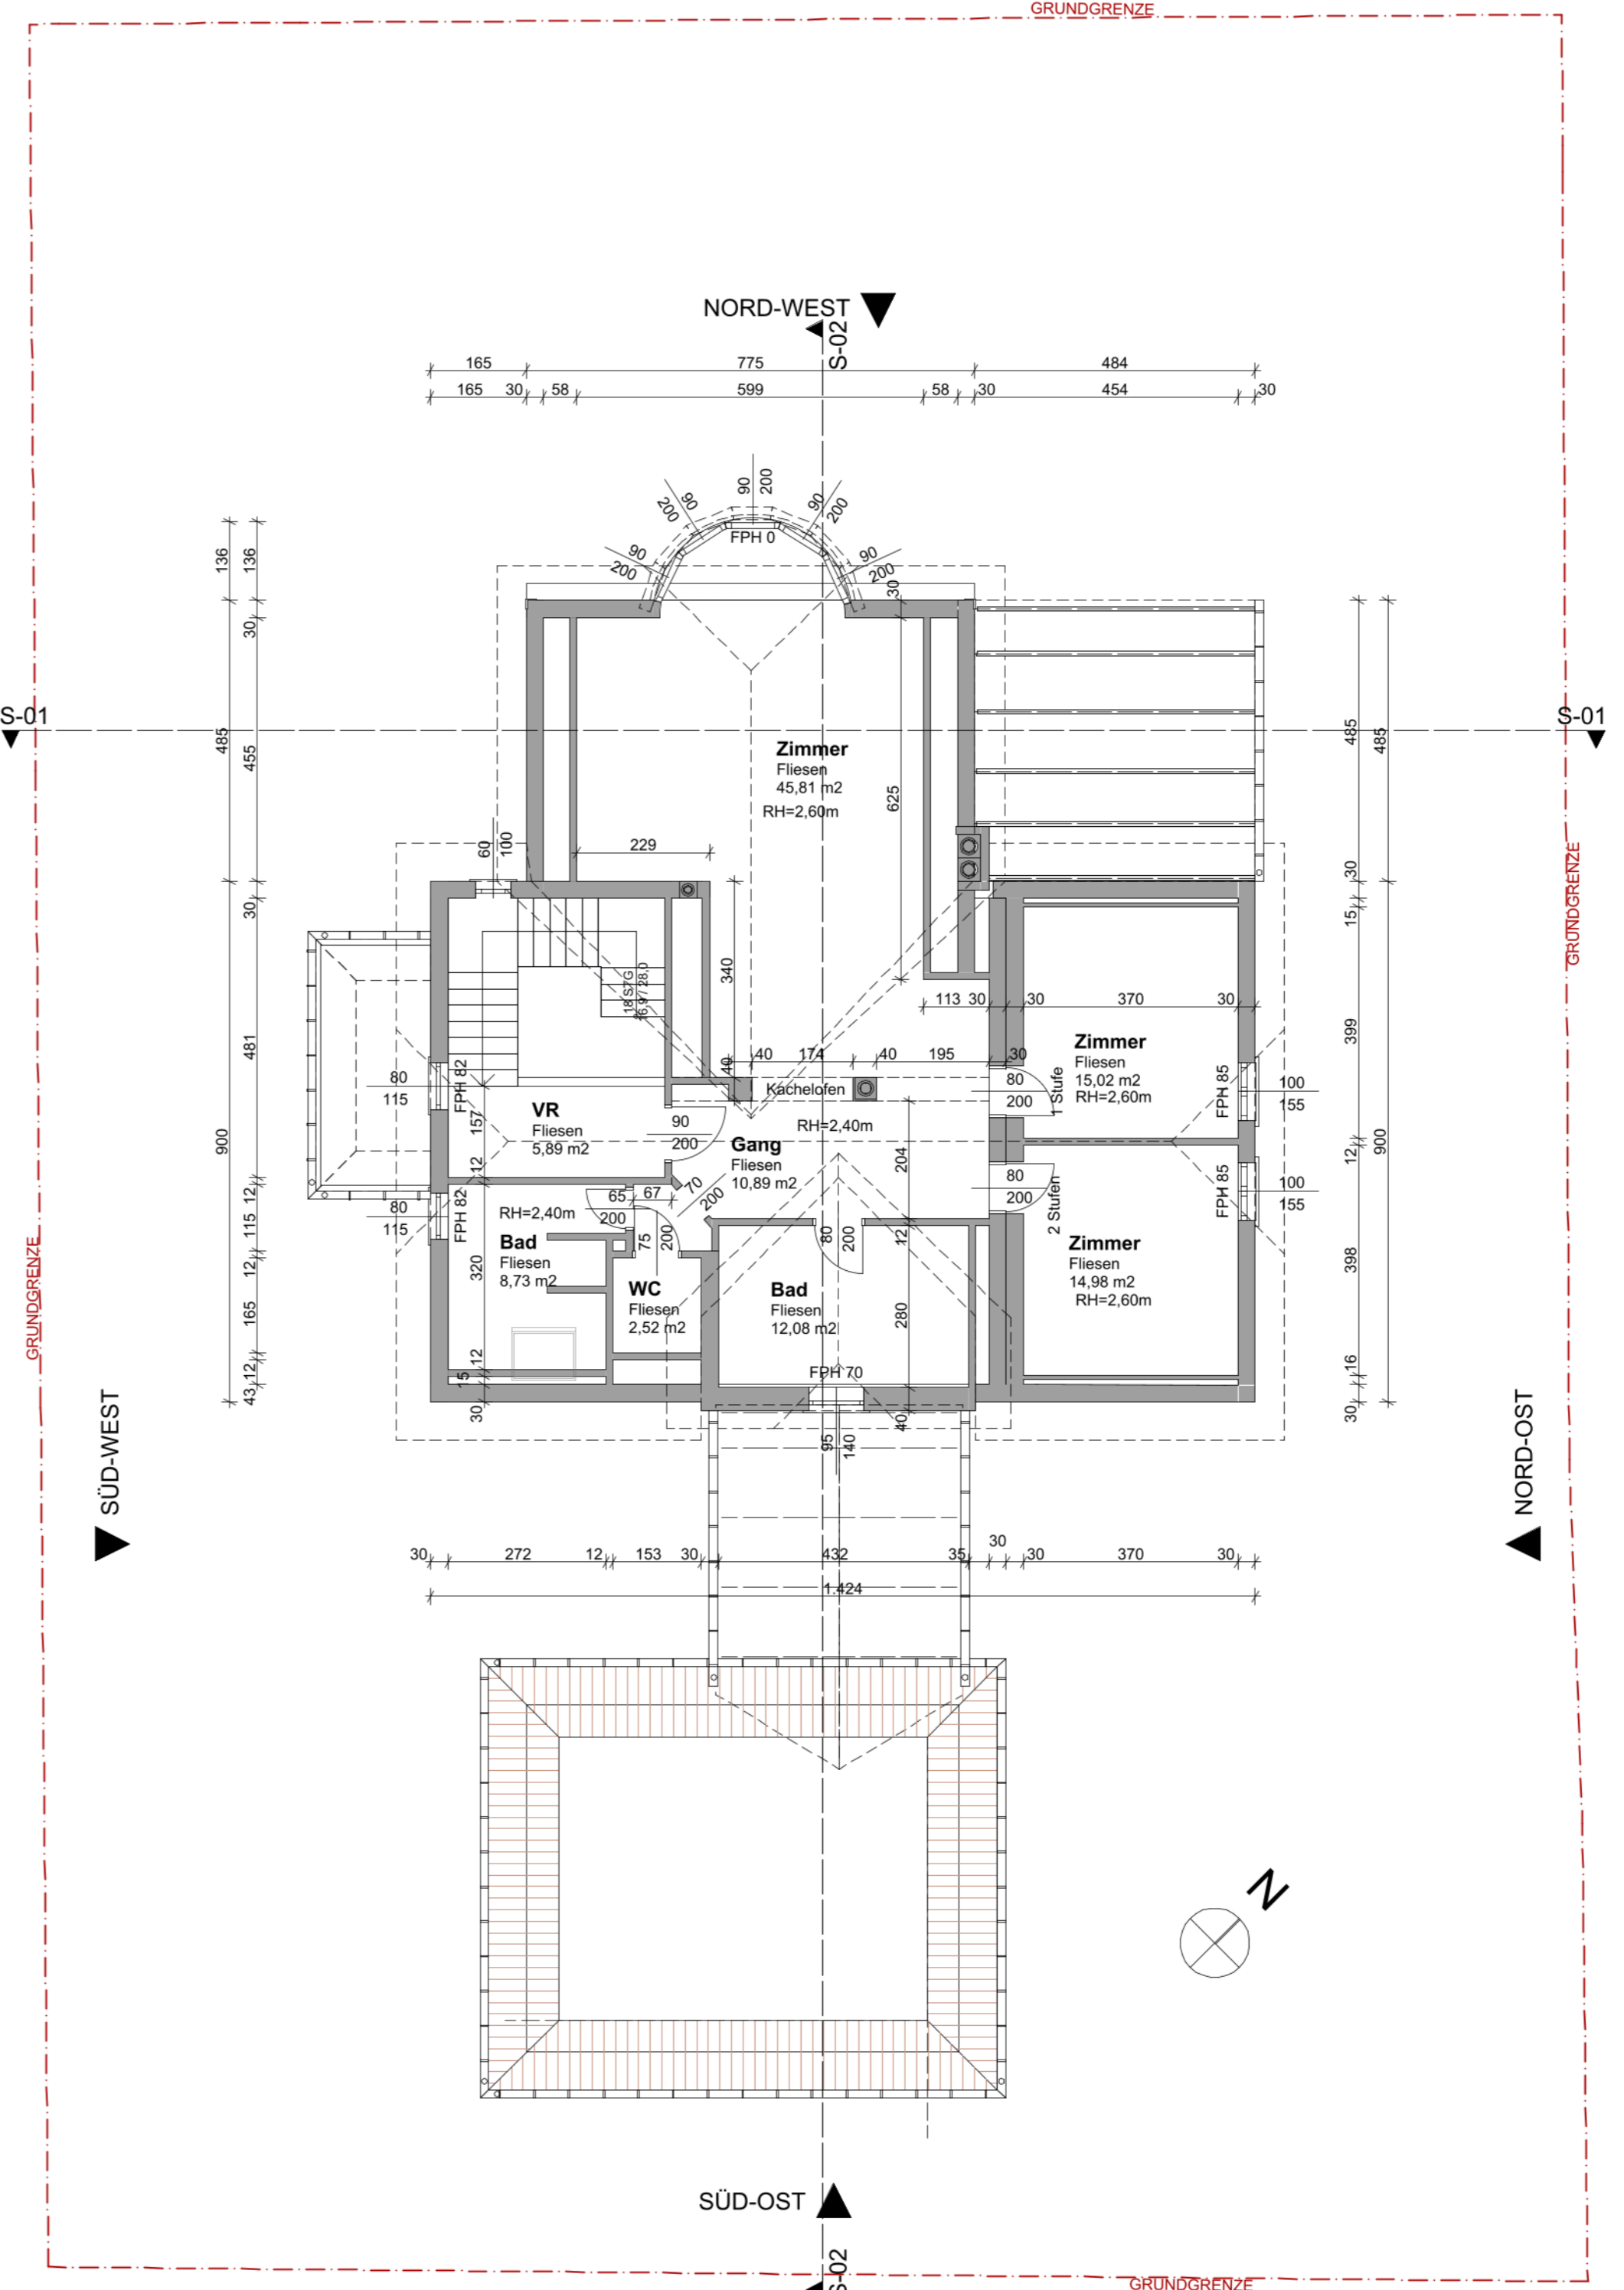 GRUNDGRENZE
NORD-WEST
S-02
165 775 484
165 30 58 599 58 30 454 30
90 200
90 200
90 200
90 200
90 200
FPH 0
136 136
30
30
S-01
S-01
485 455
485 485
Zimmer
Fliesen
45,81 m2
RH=2,60m
625
229
60 100
GRUNDGRENZE
30
30
15
340
18 STG
16,9 / 28,0
113 30 30 370 30
481
399
Zimmer
Fliesen
15,02 m2
RH=2,60m
40
40 174 40 195 30
Kachelofen
80
200
1 Stufe
FPH 85
100
155
80
115
FPH 82
157
VR
Fliesen
5,89 m2
90
200
RH=2,40m
Gang
Fliesen
10,89 m2
204
900
900
12
12
12
80
200
2 Stufen
FPH 85
100
155
65 67
200
70
200
80
115
FPH 82
115
RH=2,40m
75
200
80
200
12
Bad
Fliesen
8,73 m2
320
12
165
WC
Fliesen
2,52 m2
Bad
Fliesen
12,08 m2
280
Zimmer
Fliesen
14,98 m2
RH=2,60m
398
GRUNDGRENZE
12
12
15
43
30
FPH 70
40
95
140
16
30
SÜD-WEST
NORD-OST
30 272 12 153 30 432 35 30 30 370 30
1.424
N
SÜD-OST
S-02
GRUNDGRENZE